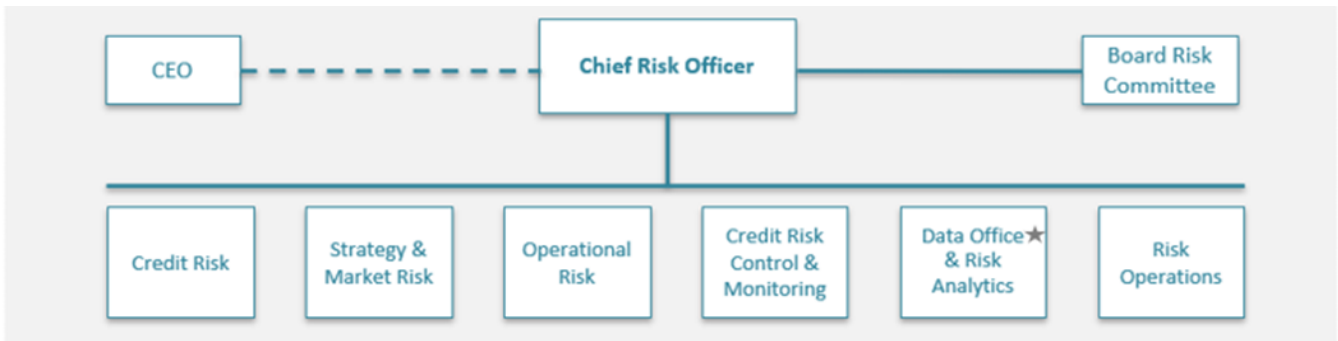 CEO
Chief Risk Officer
Board Risk
Committee
Credit Risk
Strategy &
Market Risk
Operational
Risk
Credit Risk
Control &
Monitoring
Data Office
& Risk
Analytics
Risk
Operations